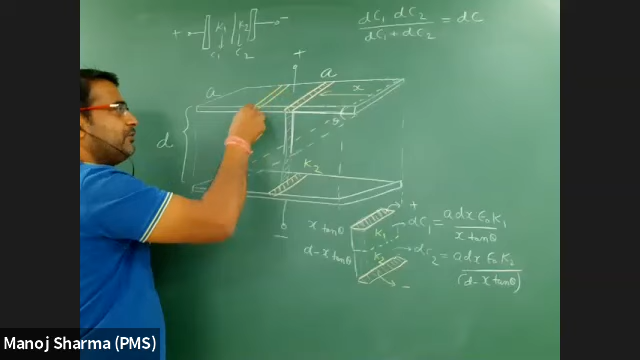 + K₁ K₂ −
C₁ C₂
dC₁ dC₂ / dC₁ + dC₂ = dC
+
a a
x
θ
d
K₂
−
+
x tanθ K₁ dC₁ = a dx ε₀ K₁ / x tanθ
d − x tanθ K₂ dC₂ = a dx ε₀ K₂ / (d − x tanθ)
−
Manoj Sharma (PMS)